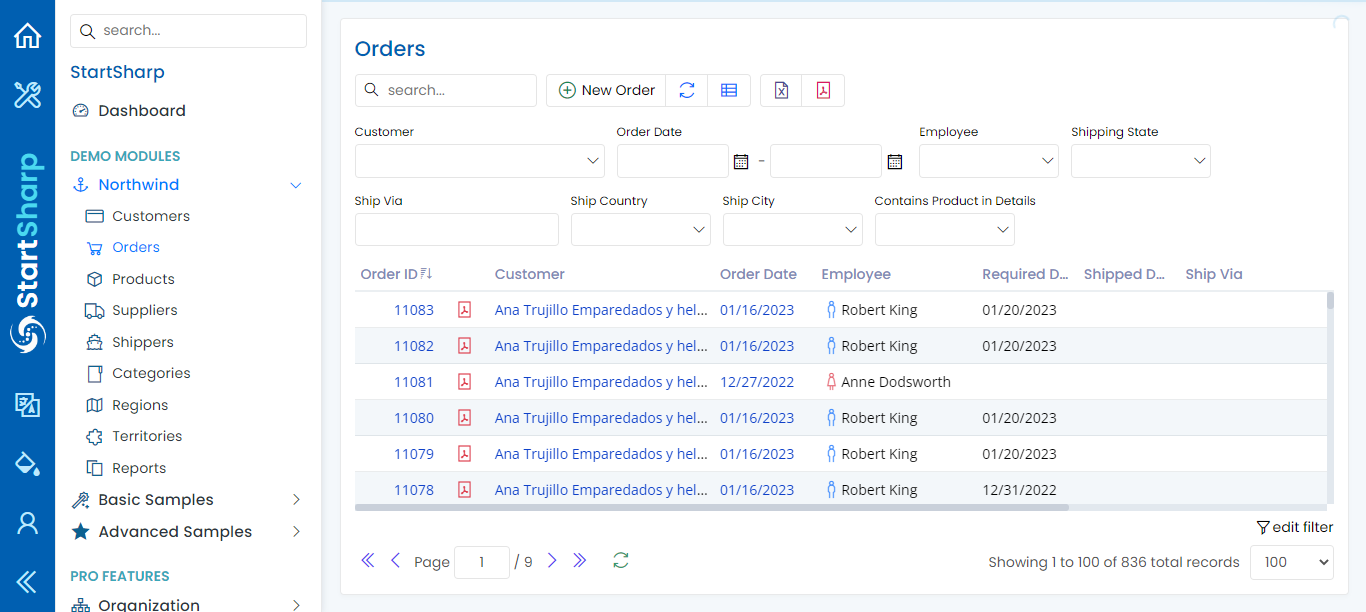 StartSharp
search...
StartSharp
Dashboard
DEMO MODULES
Northwind
Customers
Orders
Products
Suppliers
Shippers
Categories
Regions
Territories
Reports
Basic Samples
Advanced Samples
PRO FEATURES
Organization
Orders
search... New Order
Customer Order Date Employee Shipping State
-
Ship Via Ship Country Ship City Contains Product in Details
Order ID Customer Order Date Employee Required D... Shipped D... Ship Via
11083 Ana Trujillo Emparedados y hel... 01/16/2023 Robert King 01/20/2023
11082 Ana Trujillo Emparedados y hel... 01/16/2023 Robert King 01/20/2023
11081 Ana Trujillo Emparedados y hel... 12/27/2022 Anne Dodsworth
11080 Ana Trujillo Emparedados y hel... 01/16/2023 Robert King 01/20/2023
11079 Ana Trujillo Emparedados y hel... 01/16/2023 Robert King 01/20/2023
11078 Ana Trujillo Emparedados y hel... 01/16/2023 Robert King 12/31/2022
edit filter
Page 1 / 9 Showing 1 to 100 of 836 total records 100